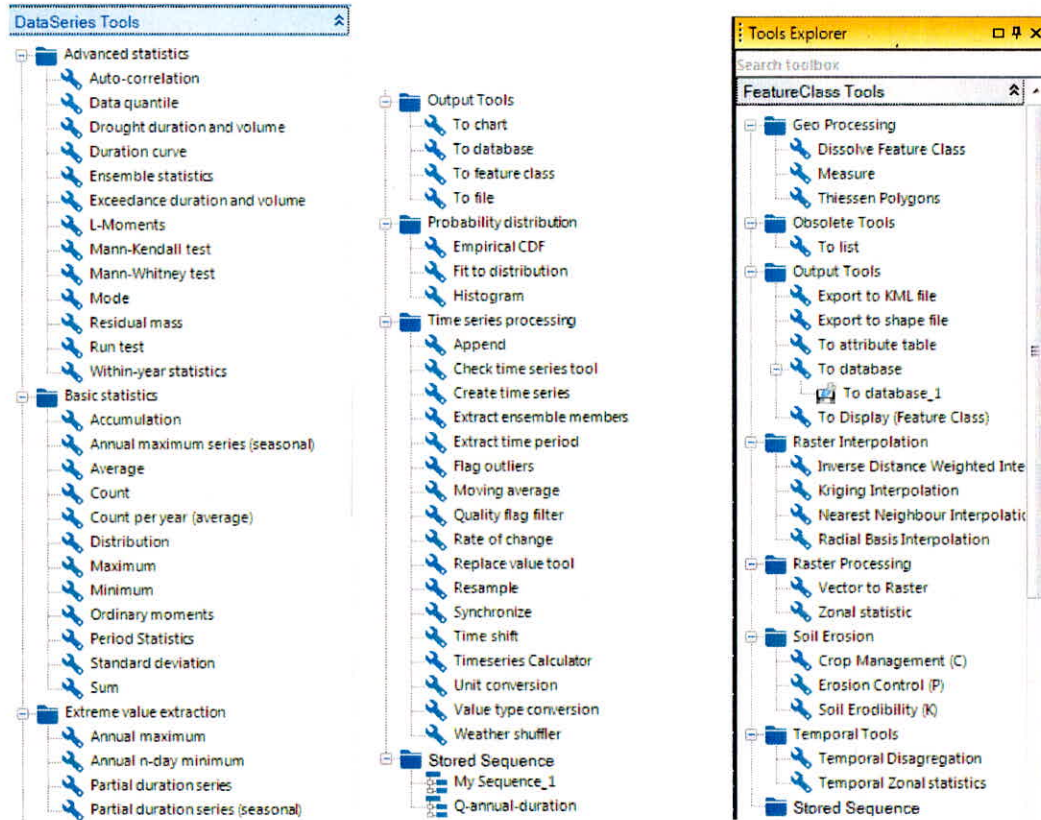 DataSeries Tools
Advanced statistics
Auto-correlation
Data quantile
Drought duration and volume
Duration curve
Ensemble statistics
Exceedance duration and volume
L-Moments
Mann-Kendall test
Mann-Whitney test
Mode
Residual mass
Run test
Within-year statistics
Basic statistics
Accumulation
Annual maximum series (seasonal)
Average
Count
Count per year (average)
Distribution
Maximum
Minimum
Ordinary moments
Period Statistics
Standard deviation
Sum
Extreme value extraction
Annual maximum
Annual n-day minimum
Partial duration series
Partial duration series (seasonal)
Output Tools
To chart
To database
To feature class
To file
Probability distribution
Empirical CDF
Fit to distribution
Histogram
Time series processing
Append
Check time series tool
Create time series
Extract ensemble members
Extract time period
Flag outliers
Moving average
Quality flag filter
Rate of change
Replace value tool
Resample
Synchronize
Time shift
Timeseries Calculator
Unit conversion
Value type conversion
Weather shuffler
Stored Sequence
My Sequence_1
Q-annual-duration
Tools Explorer
Search toolbox
FeatureClass Tools
Geo Processing
Dissolve Feature Class
Measure
Thiessen Polygons
Obsolete Tools
To list
Output Tools
Export to KML file
Export to shape file
To attribute table
To database
To database_1
To Display (Feature Class)
Raster Interpolation
Inverse Distance Weighted Inte
Kriging Interpolation
Nearest Neighbour Interpolatic
Radial Basis Interpolation
Raster Processing
Vector to Raster
Zonal statistic
Soil Erosion
Crop Management (C)
Erosion Control (P)
Soil Erodibility (K)
Temporal Tools
Temporal Disagregation
Temporal Zonal statistics
Stored Sequence